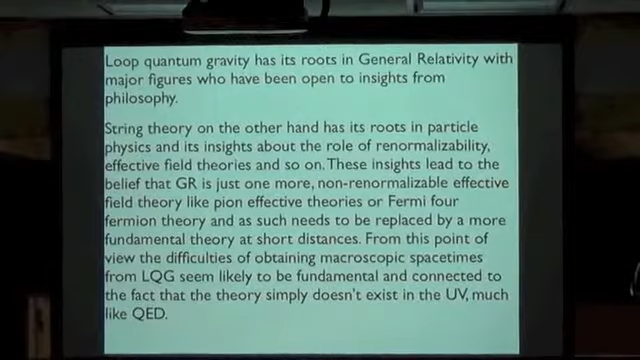 Loop quantum gravity has its roots in General Relativity with
major figures who have been open to insights from
philosophy.
String theory on the other hand has its roots in particle
physics and its insights about the role of renormalizability,
effective field theories and so on. These insights lead to the
belief that GR is just one more, non-renormalizable effective
field theory like pion effective theories or Fermi four
fermion theory and as such needs to be replaced by a more
fundamental theory at short distances. From this point of
view the difficulties of obtaining macroscopic spacetimes
from LQG seem likely to be fundamental and connected to
the fact that the theory simply doesn't exist in the UV, much
like QED.